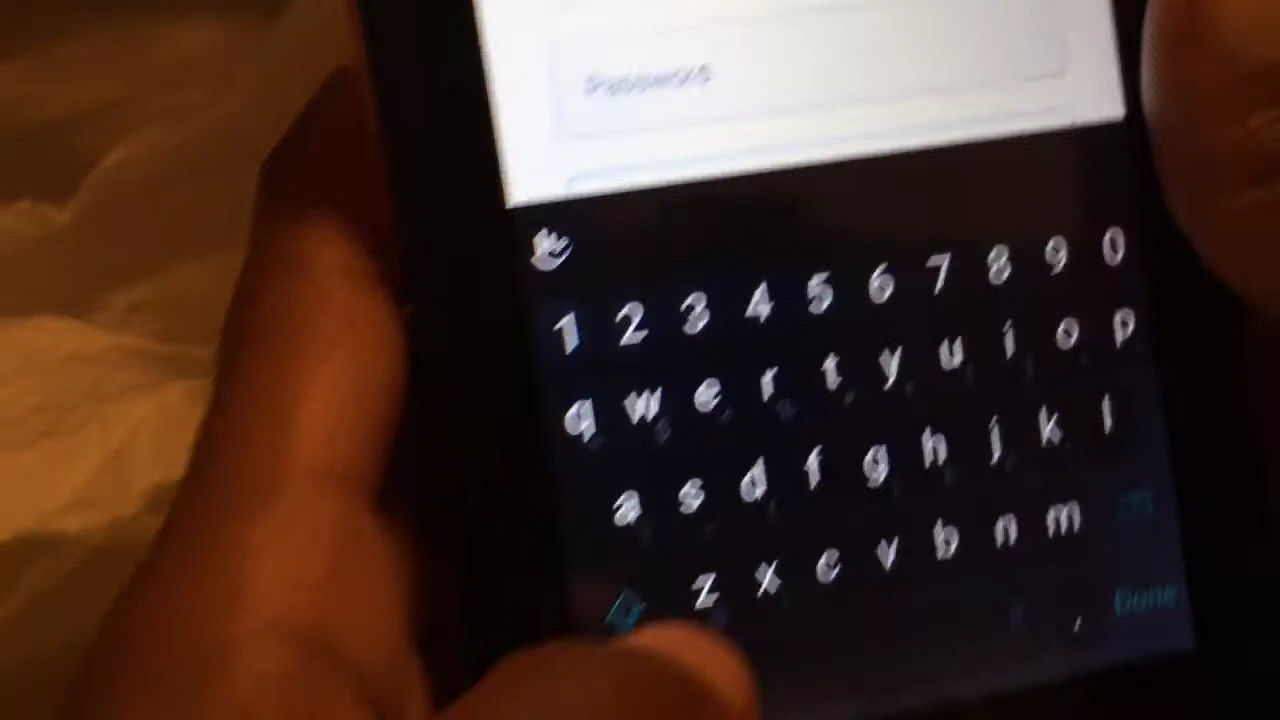 Password
1 2 3 4 5 6 7 8 9 0
q w e r t y u i o p
a s d f g h j k l
z x c v b n m
, Done